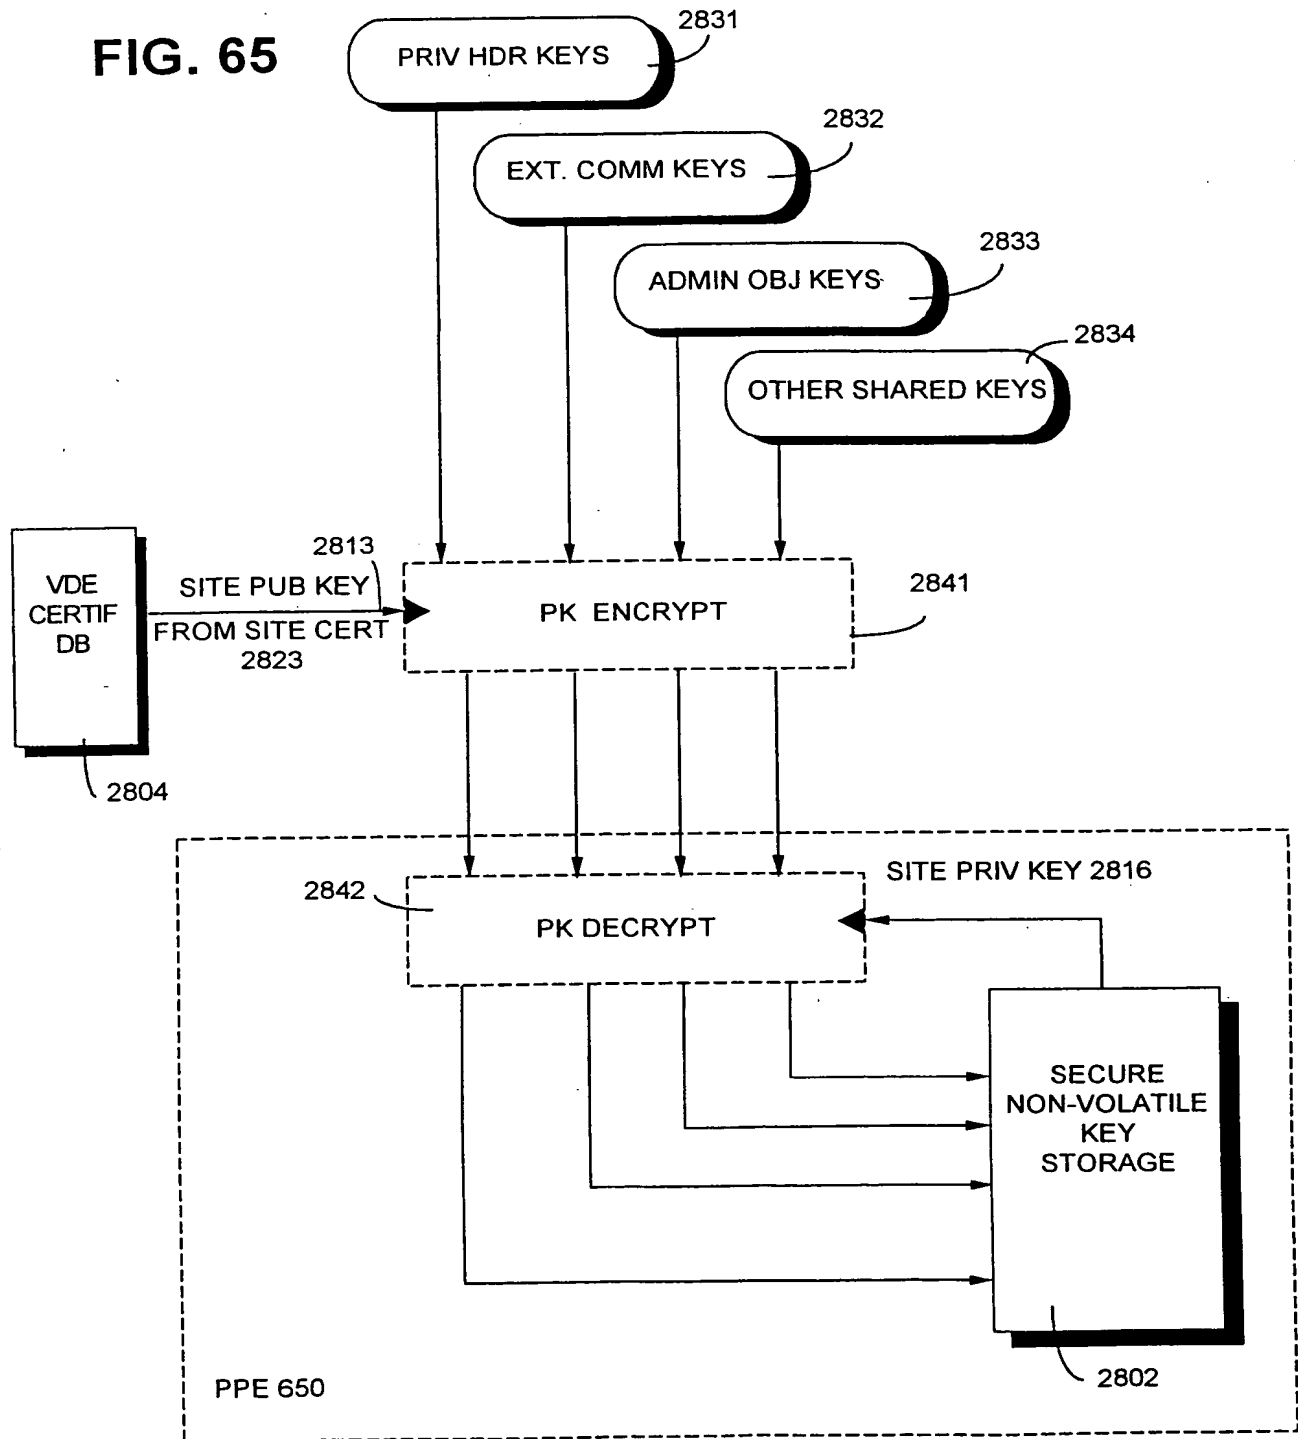 FIG. 65
2831
PRIV HDR KEYS
2832
EXT. COMM KEYS
2833
ADMIN OBJ KEYS
2834
OTHER SHARED KEYS
2813
VDE
CERTIF
DB
SITE PUB KEY
FROM SITE CERT
2823
PK ENCRYPT
2841
2804
2842
PK DECRYPT
SITE PRIV KEY 2816
SECURE
NON-VOLATILE
KEY
STORAGE
2802
PPE 650